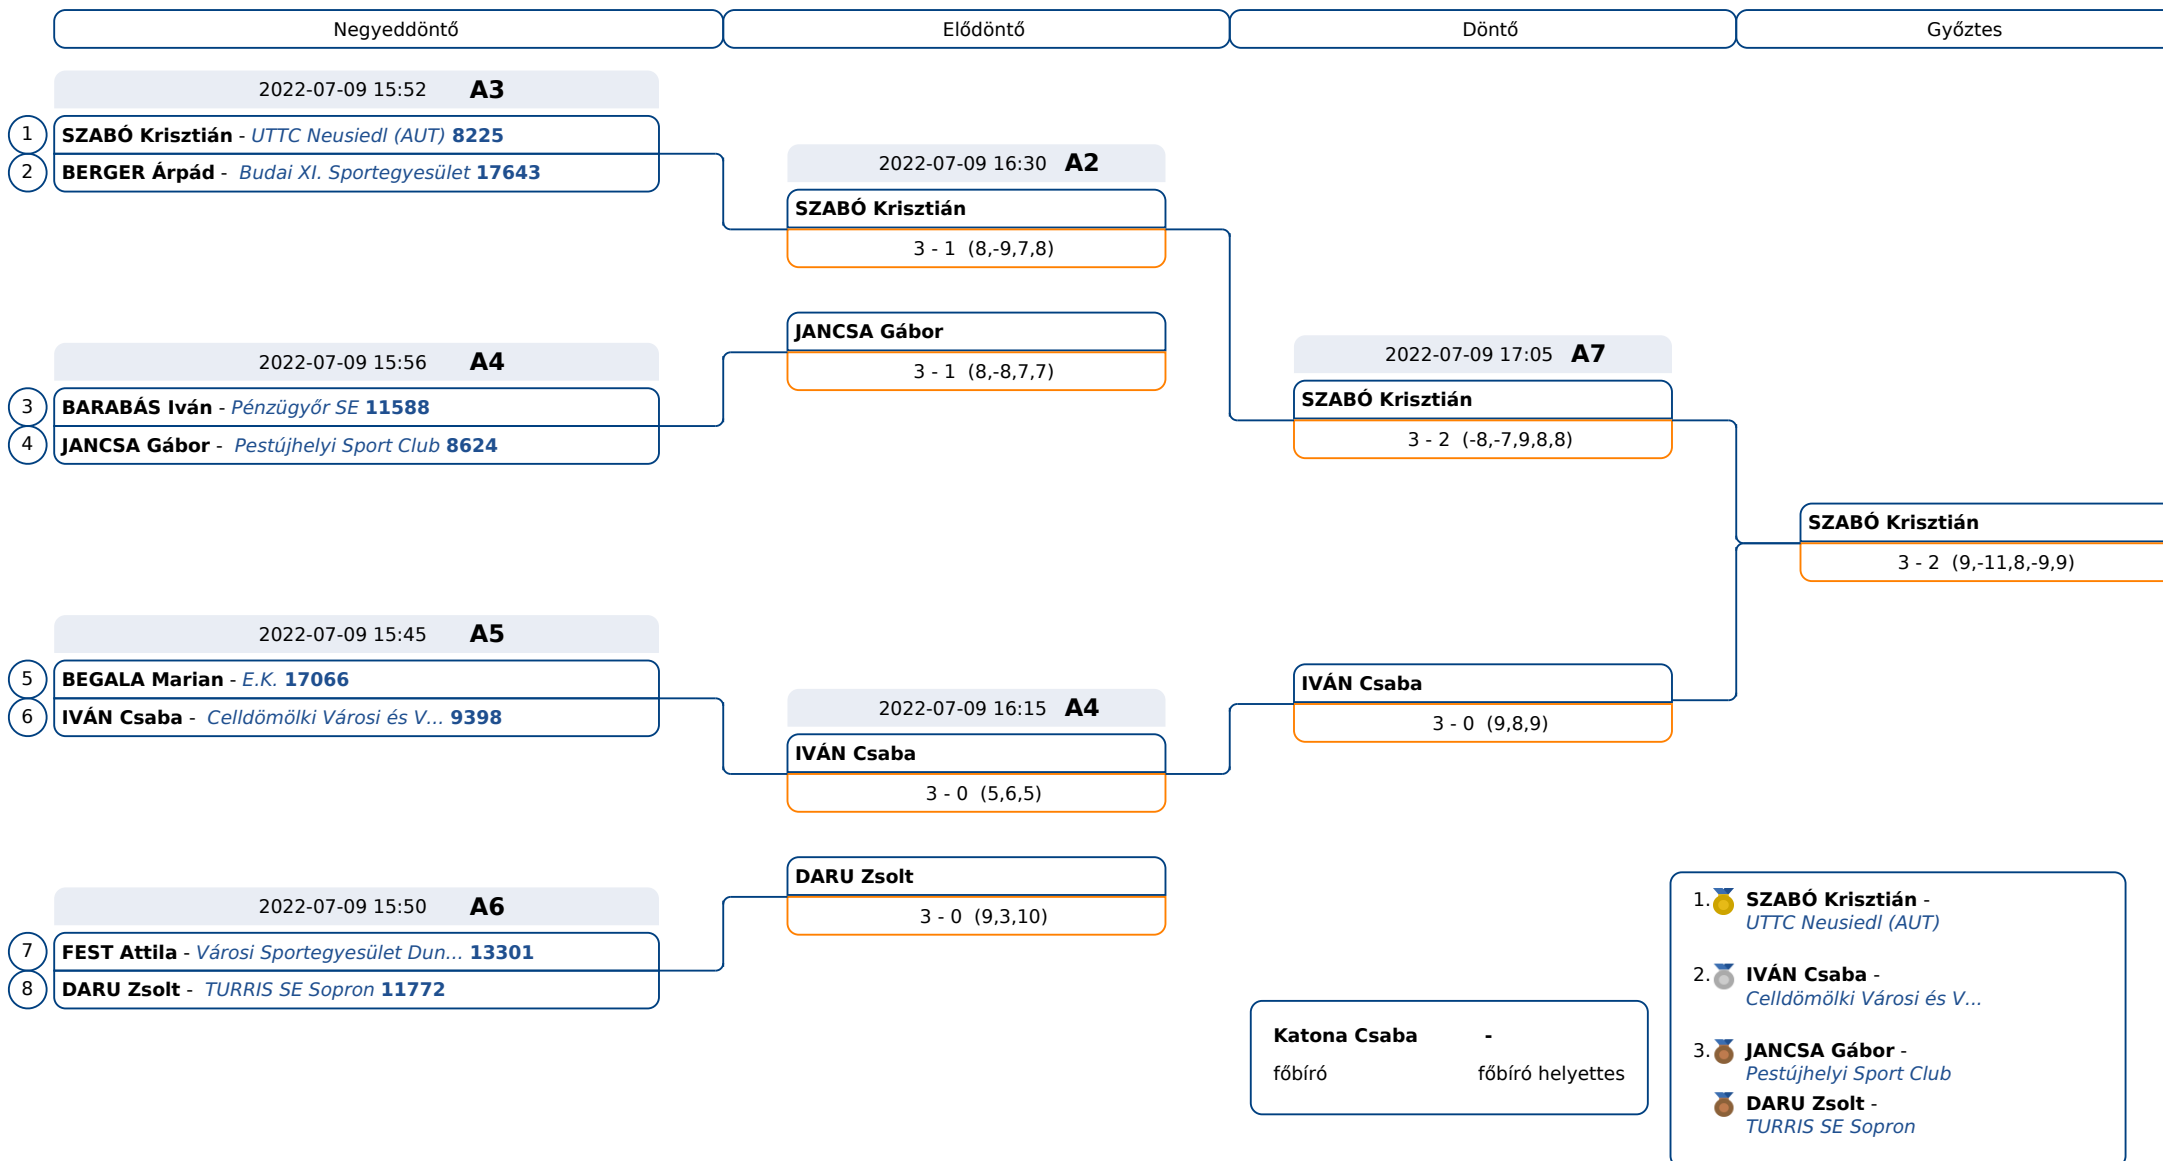 Negyeddöntő
Elődöntő
Döntő
Győztes
2022-07-09 15:52 A3
1 SZABÓ Krisztián - UTTC Neusiedl (AUT) 8225
2 BERGER Árpád - Budai XI. Sportegyesület 17643
2022-07-09 15:56 A4
3 BARABÁS Iván - Pénzügyőr SE 11588
4 JANCSA Gábor - Pestújhelyi Sport Club 8624
2022-07-09 15:45 A5
5 BEGALA Marian - E.K. 17066
6 IVÁN Csaba - Celldömölki Városi és V... 9398
2022-07-09 15:50 A6
7 FEST Attila - Városi Sportegyesület Dun... 13301
8 DARU Zsolt - TURRIS SE Sopron 11772
2022-07-09 16:30 A2
SZABÓ Krisztián
3 - 1 (8,-9,7,8)
JANCSA Gábor
3 - 1 (8,-8,7,7)
2022-07-09 16:15 A4
IVÁN Csaba
3 - 0 (5,6,5)
DARU Zsolt
3 - 0 (9,3,10)
2022-07-09 17:05 A7
SZABÓ Krisztián
3 - 2 (-8,-7,9,8,8)
IVÁN Csaba
3 - 0 (9,8,9)
SZABÓ Krisztián
3 - 2 (9,-11,8,-9,9)
Katona Csaba -
főbíró főbíró helyettes
1. SZABÓ Krisztián -
UTTC Neusiedl (AUT)
2. IVÁN Csaba -
Celldömölki Városi és V...
3. JANCSA Gábor -
Pestújhelyi Sport Club
DARU Zsolt -
TURRIS SE Sopron